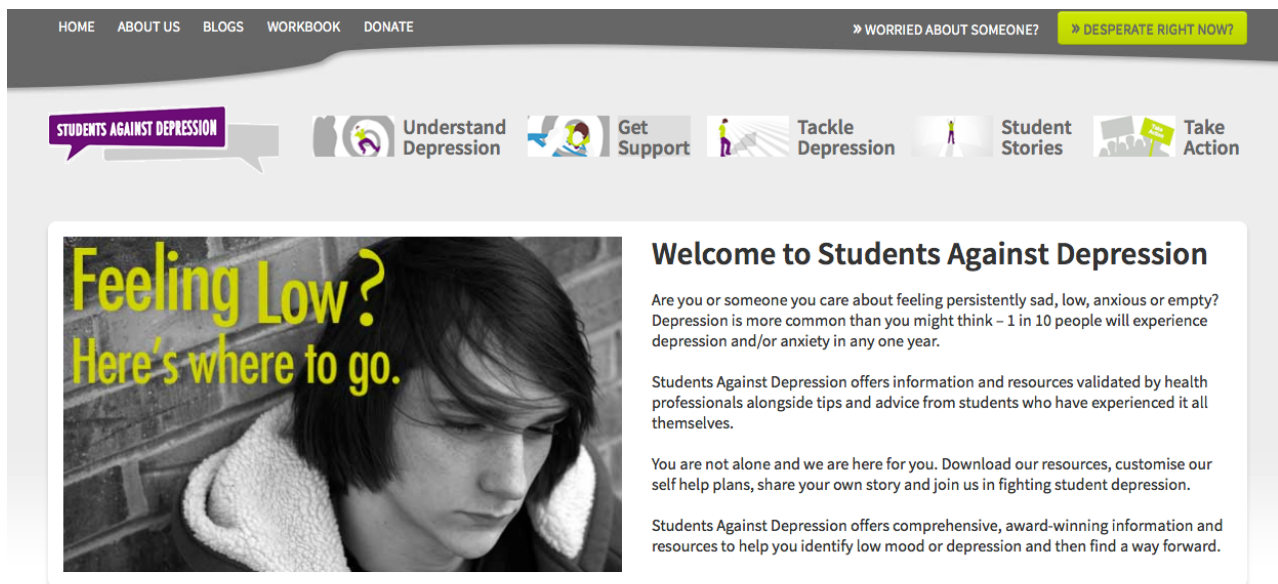 HOME ABOUT US BLOGS WORKBOOK DONATE » WORRIED ABOUT SOMEONE? » DESPERATE RIGHT NOW?
STUDENTS AGAINST DEPRESSION
Understand
Depression
Get
Support
Tackle
Depression
Student
Stories
Take
Action
Take
Action
Feeling Low?
Here's where to go.
Welcome to Students Against Depression
Are you or someone you care about feeling persistently sad, low, anxious or empty?
Depression is more common than you might think – 1 in 10 people will experience
depression and/or anxiety in any one year.
Students Against Depression offers information and resources validated by health
professionals alongside tips and advice from students who have experienced it all
themselves.
You are not alone and we are here for you. Download our resources, customise our
self help plans, share your own story and join us in fighting student depression.
Students Against Depression offers comprehensive, award-winning information and
resources to help you identify low mood or depression and then find a way forward.